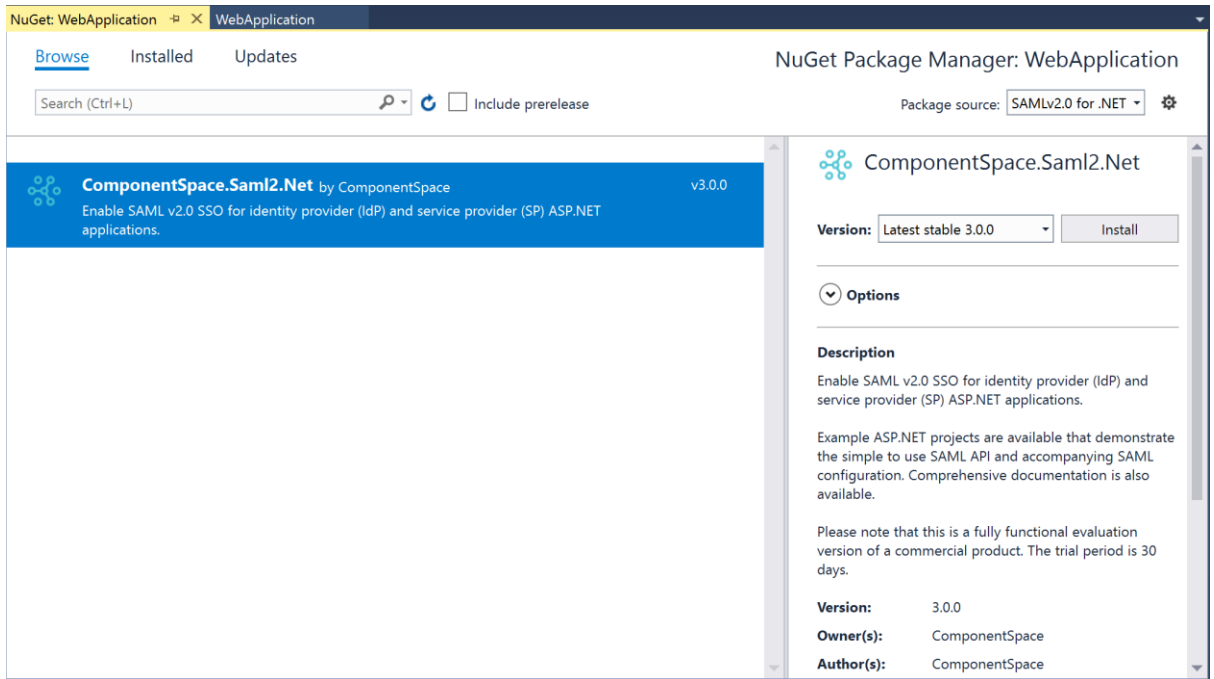 NuGet: WebApplication
WebApplication
Browse
Installed
Updates
NuGet Package Manager: WebApplication
Search (Ctrl+L)
Include prerelease
Package source: SAMLv2.0 for .NET
ComponentSpace.Saml2.Net by ComponentSpace
v3.0.0
Enable SAML v2.0 SSO for identity provider (IdP) and service provider (SP) ASP.NET
applications.
ComponentSpace.Saml2.Net
Version: Latest stable 3.0.0
Install
Options
Description
Enable SAML v2.0 SSO for identity provider (IdP) and
service provider (SP) ASP.NET applications.
Example ASP.NET projects are available that demonstrate
the simple to use SAML API and accompanying SAML
configuration. Comprehensive documentation is also
available.
Please note that this is a fully functional evaluation
version of a commercial product. The trial period is 30
days.
Version: 3.0.0
Owner(s): ComponentSpace
Author(s): ComponentSpace